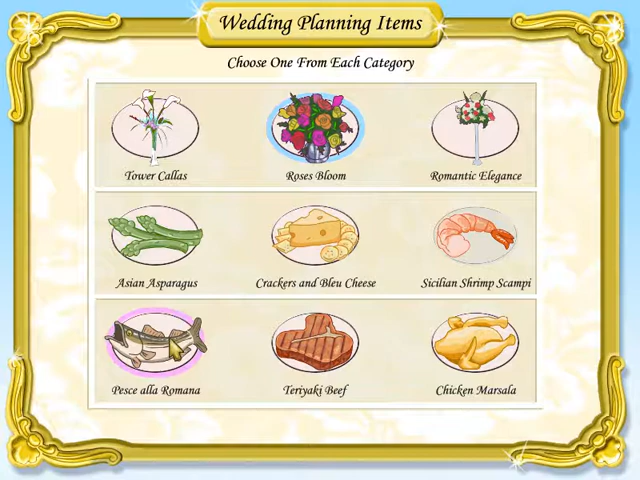 Wedding Planning Items
Choose One From Each Category
Tower Callas
Roses Bloom
Romantic Elegance
Asian Asparagus
Crackers and Bleu Cheese
Sicilian Shrimp Scampi
Pesce alla Romana
Teriyaki Beef
Chicken Marsala